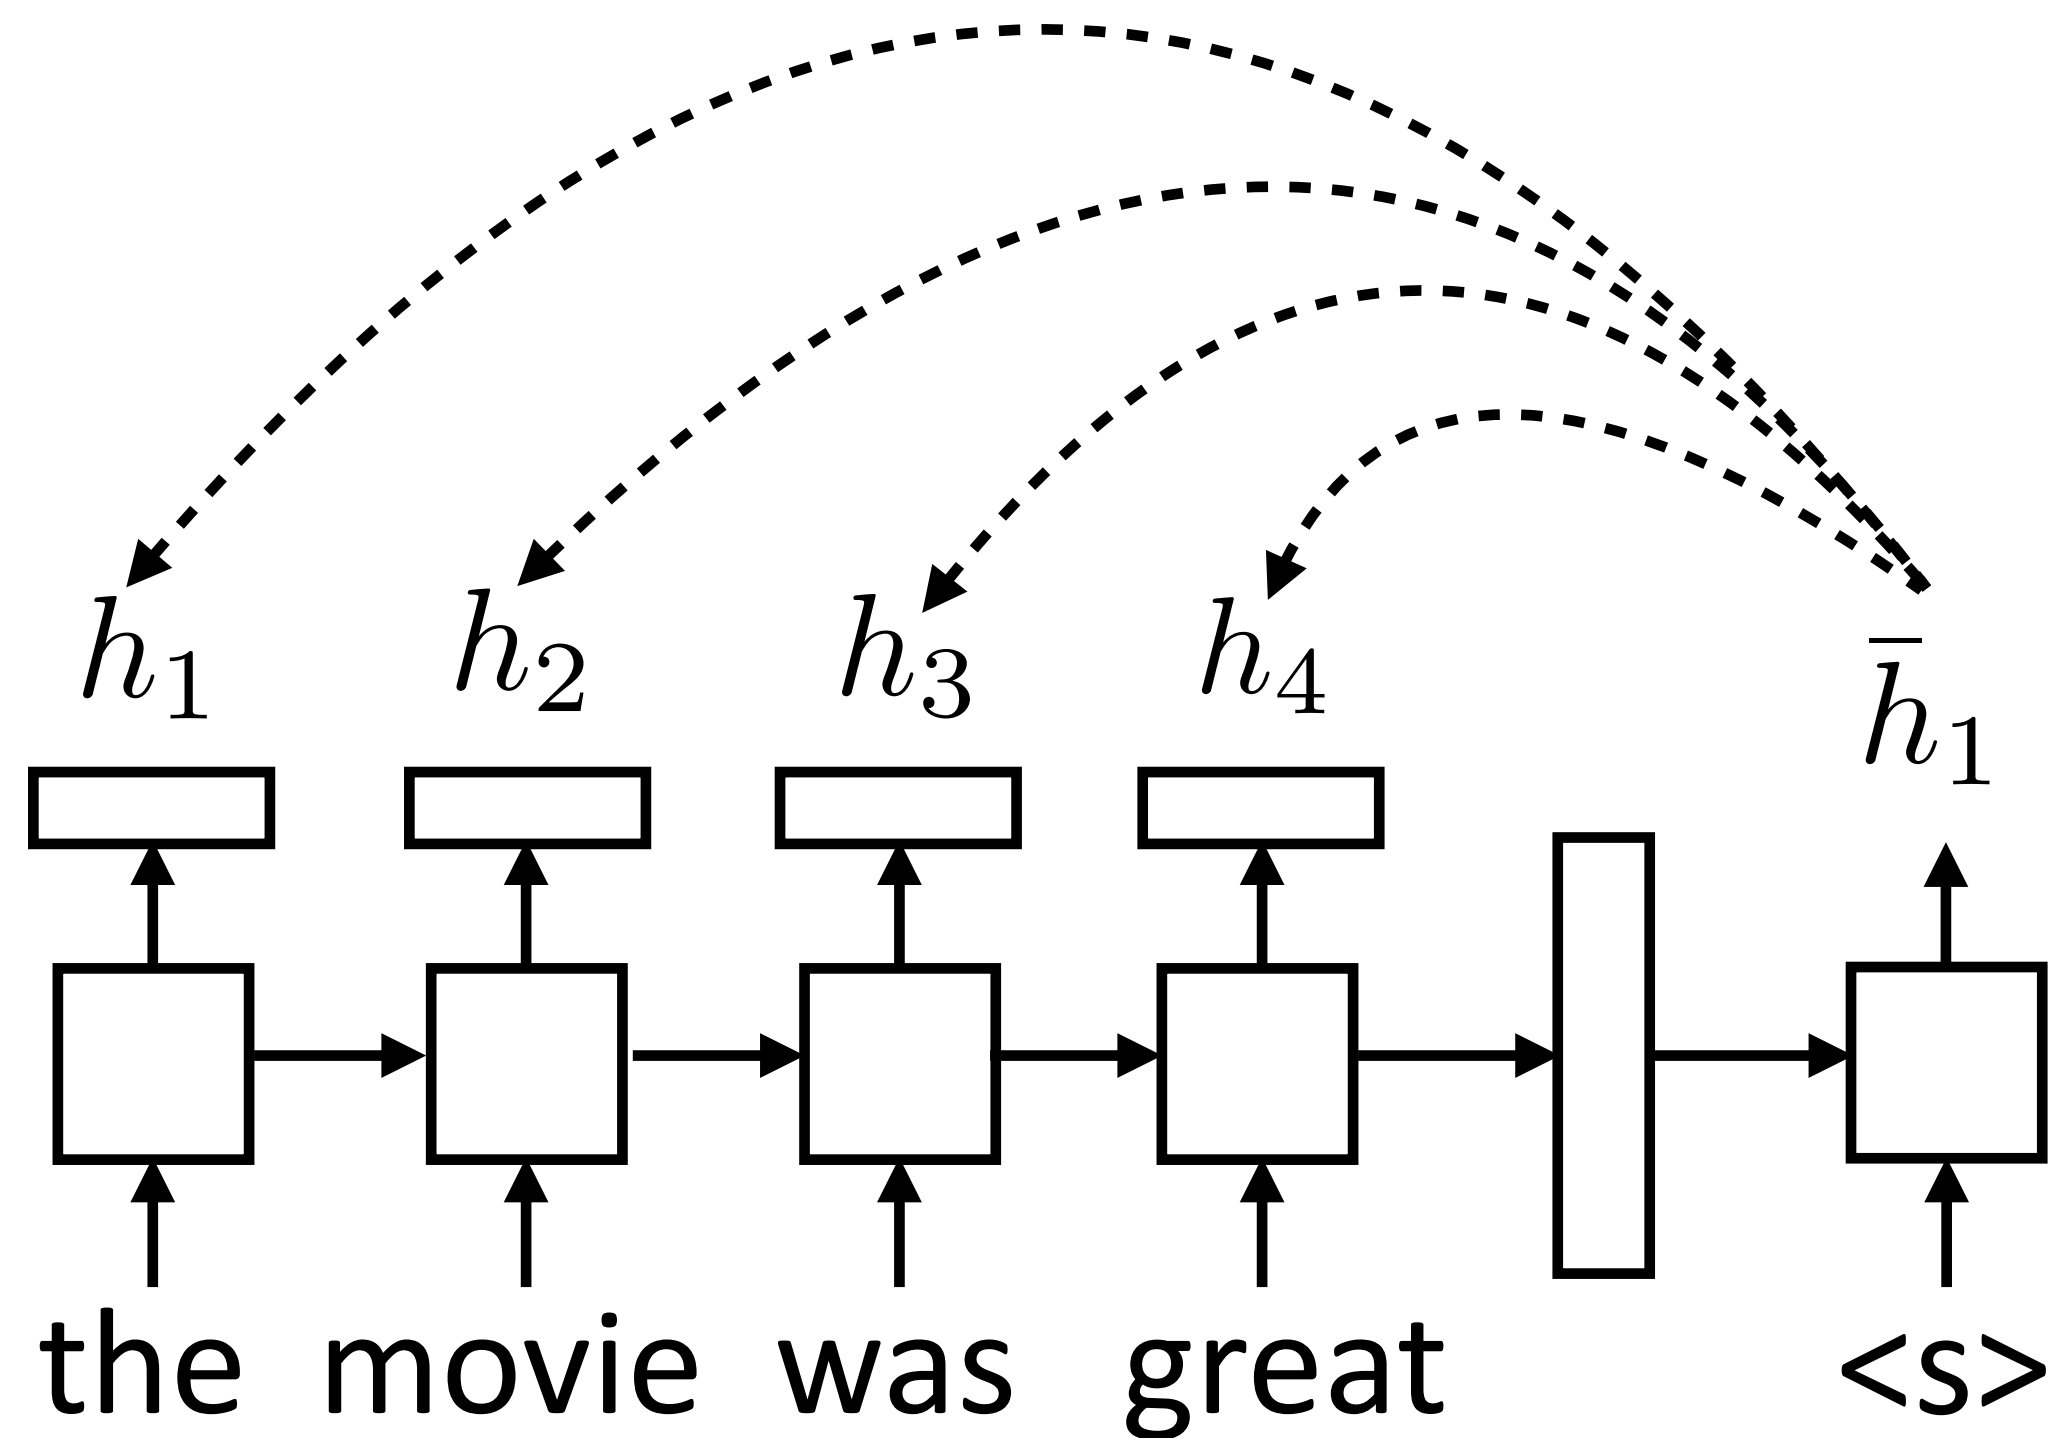 h₁ h₂ h₃ h₄ h̄₁
the movie was great <s>